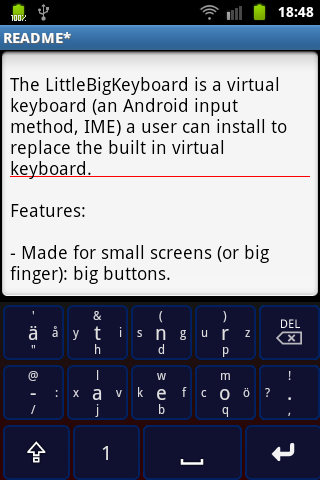 100%
18:48
README*
The LittleBigKeyboard is a virtual
keyboard (an Android input
method, IME) a user can install to
replace the built in virtual
keyboard.
Features:
- Made for small screens (or big
finger): big buttons.
' & ( )
ä å y t i s n g u r z DEL
" h d p
@ l w m !
- : x a v k e f c ö q ? .
/ j b q ,
1